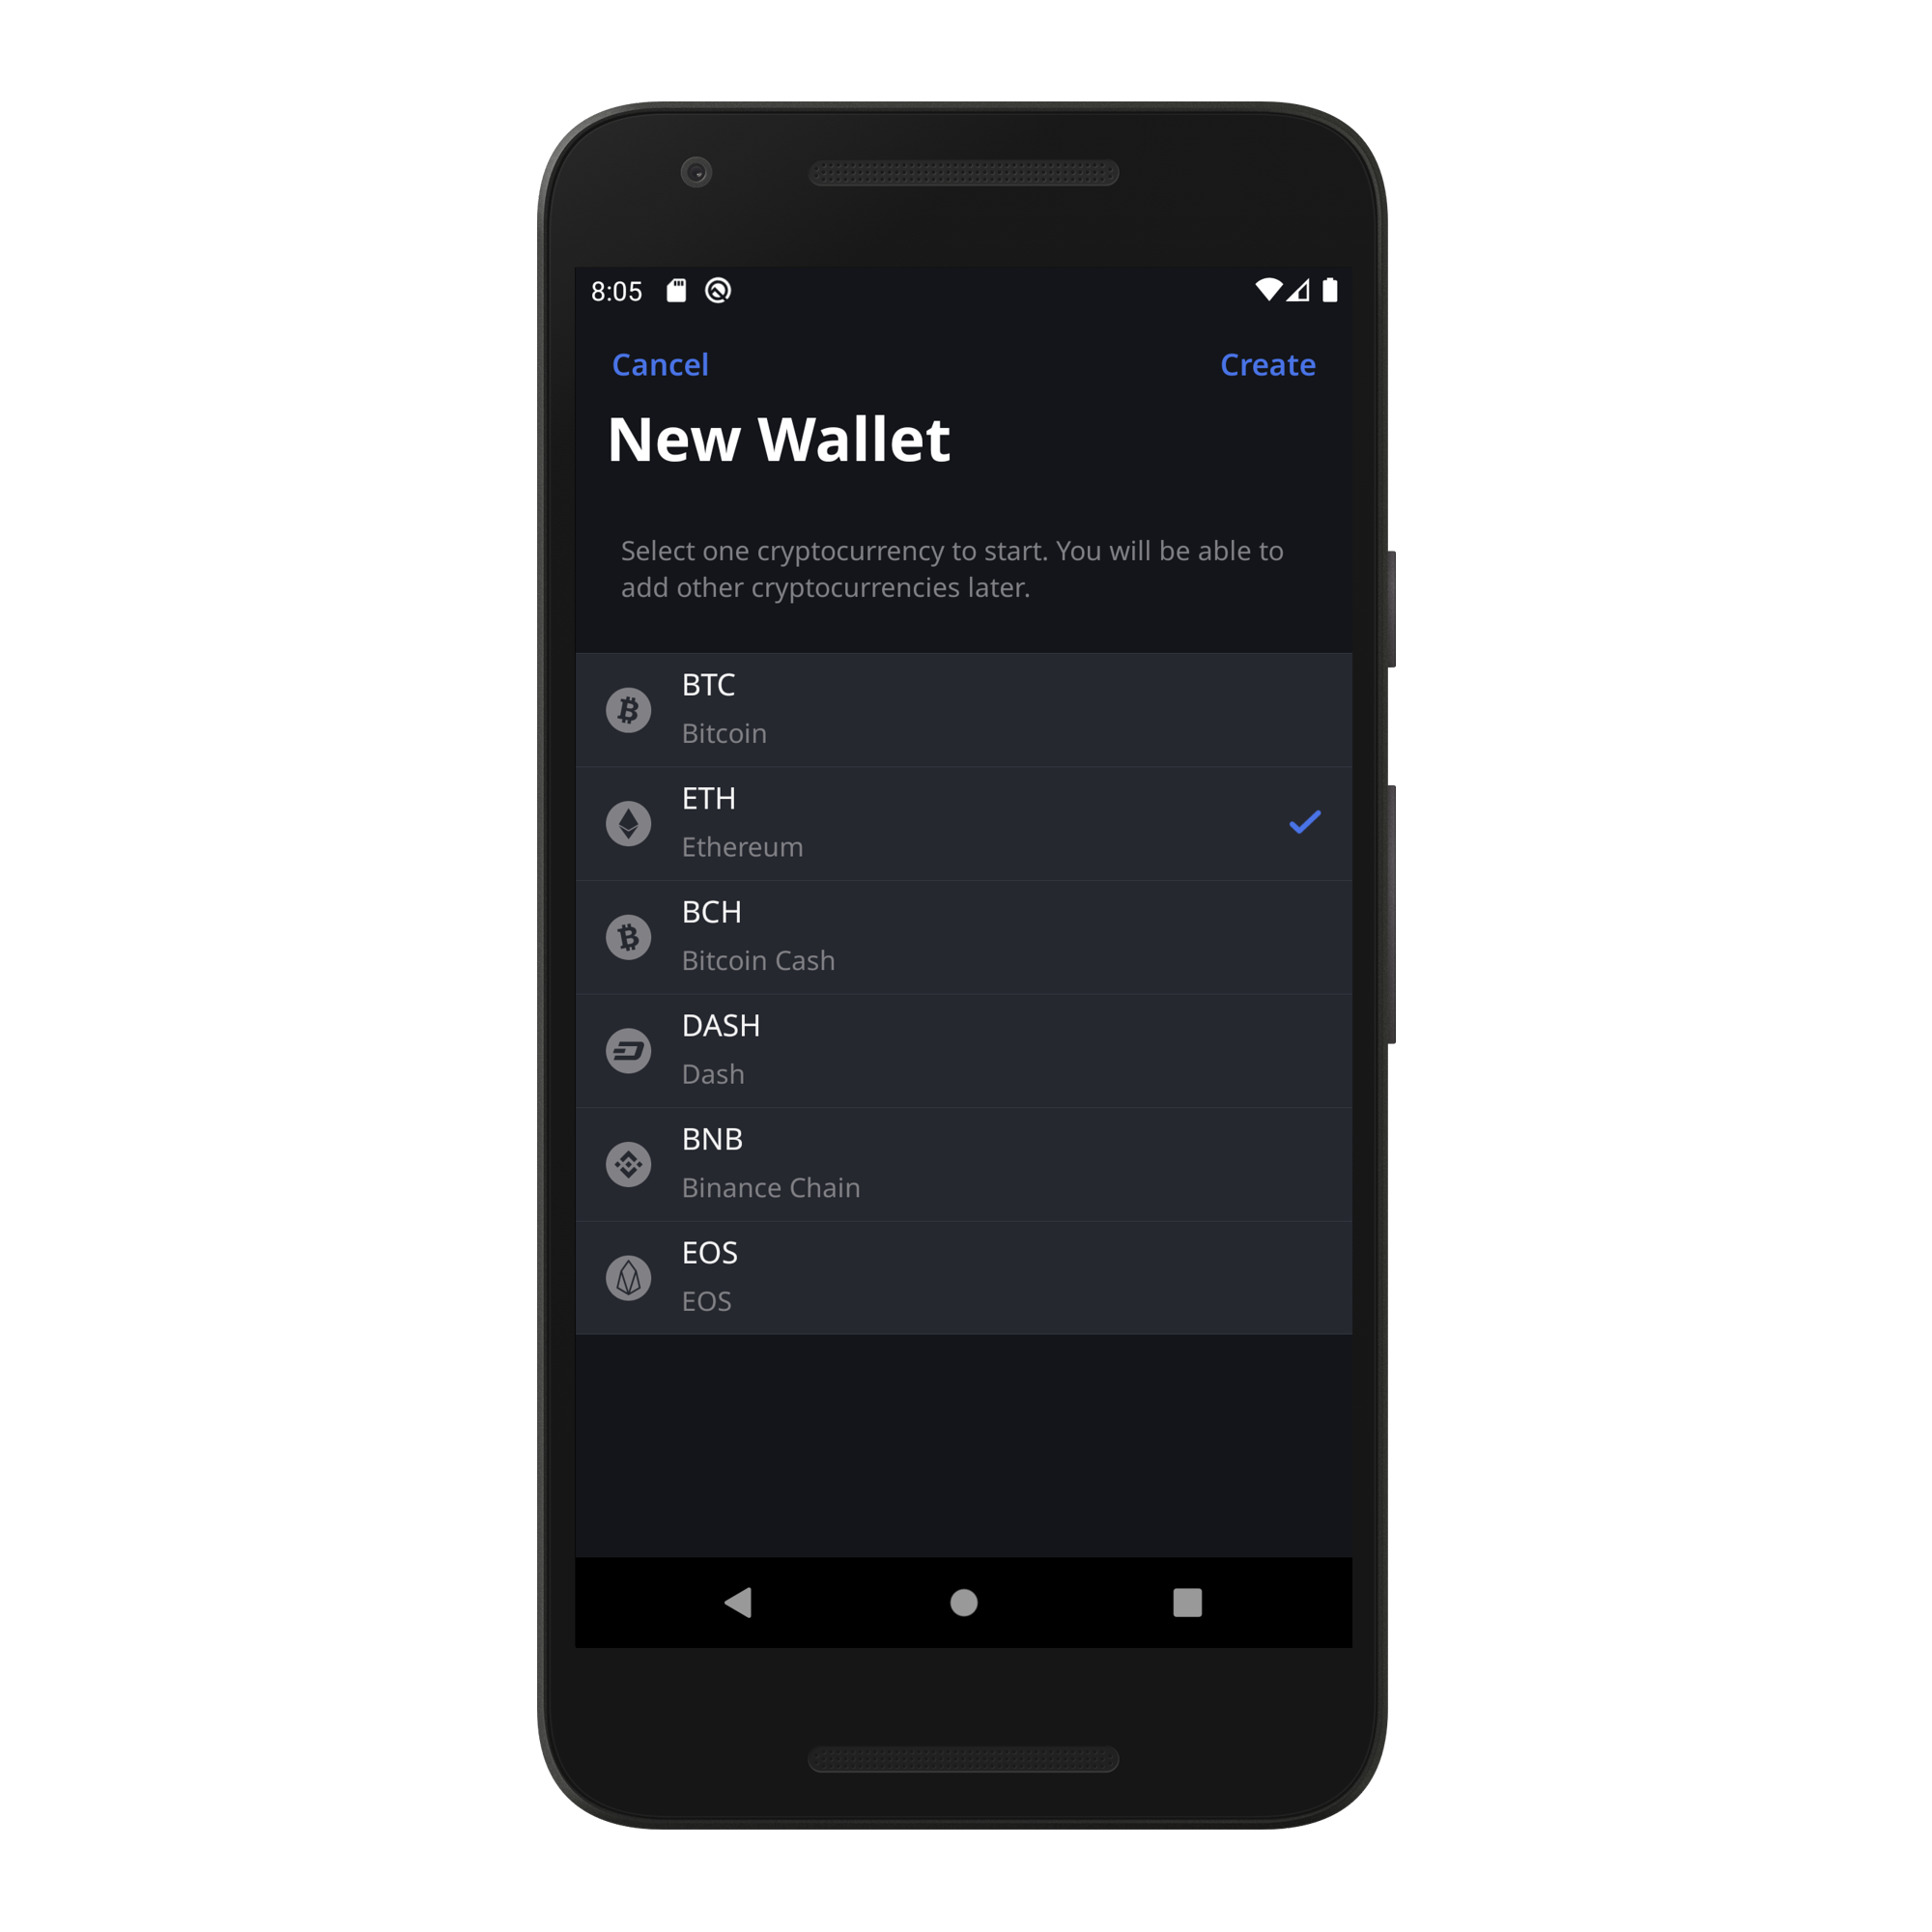 8:05
Cancel
Create
New Wallet
Select one cryptocurrency to start. You will be able to
add other cryptocurrencies later.
BTC
Bitcoin
ETH
Ethereum
BCH
Bitcoin Cash
DASH
Dash
BNB
Binance Chain
EOS
EOS